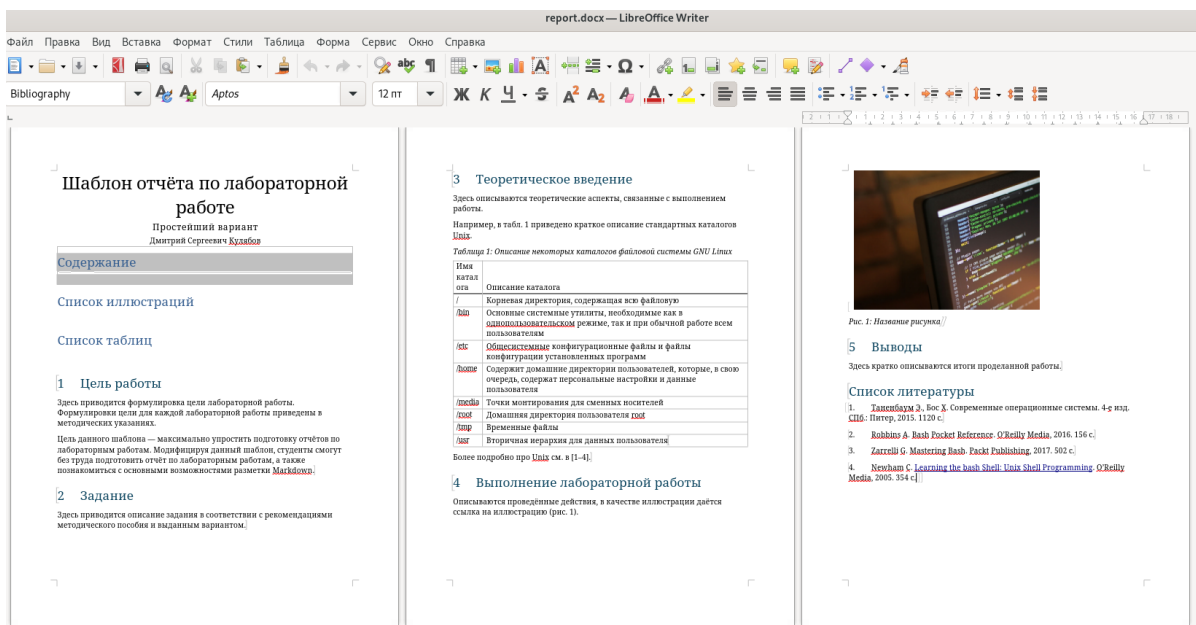 report.docx — LibreOffice Writer
Файл Правка Вид Вставка Формат Стили Таблица Форма Сервис Окно Справка
Bibliography
Aptos
12 пт
Шаблон отчёта по лабораторной
работе
Простейший вариант
Дмитрий Сергеевич Кулябов
Содержание
Список иллюстраций
Список таблиц
1 Цель работы
Здесь приводится формулировка цели лабораторной работы.
Формулировки цели для каждой лабораторной работы приведены в
методических указаниях.
Цель данного шаблона — максимально упростить подготовку отчётов по
лабораторным работам. Модифицируя данный шаблон, студенты смогут
без труда подготовить отчёт по лабораторным работам, а также
познакомиться с основными возможностями разметки Markdown.
2 Задание
Здесь приводится описание задания в соответствии с рекомендациями
методического пособия и выданным вариантом.
3 Теоретическое введение
Здесь описываются теоретические аспекты, связанные с выполнением
работы.
Например, в табл. 1 приведено краткое описание стандартных каталогов
Unix.
Таблица 1: Описание некоторых каталогов файловой системы GNU Linux
Имя
катал
ога Описание каталога
/ Корневая директория, содержащая всю файловую
/bin Основные системные утилиты, необходимые как в
однопользовательском режиме, так и при обычной работе всем
пользователям
/etc Общесистемные конфигурационные файлы и файлы
конфигурации установленных программ
/home Содержит домашние директории пользователей, которые, в свою
очередь, содержат персональные настройки и данные
пользователя
/media Точки монтирования для сменных носителей
/root Домашняя директория пользователя root
/tmp Временные файлы
/usr Вторичная иерархия для данных пользователя
Более подробно про Unix см. в [1–4].
4 Выполнение лабораторной работы
Описываются проведённые действия, в качестве иллюстрации даётся
ссылка на иллюстрацию (рис. 1).
Рис. 1: Название рисунка
5 Выводы
Здесь кратко описываются итоги проделанной работы.
Список литературы
1. Таненбаум Э., Бос Х. Современные операционные системы. 4-е изд.
СПб.: Питер, 2015. 1120 с.
2. Robbins A. Bash Pocket Reference. O'Reilly Media, 2016. 156 с.
3. Zarrelli G. Mastering Bash. Packt Publishing, 2017. 502 с.
4. Newham C. Learning the bash Shell: Unix Shell Programming. O'Reilly
Media, 2005. 354 с.